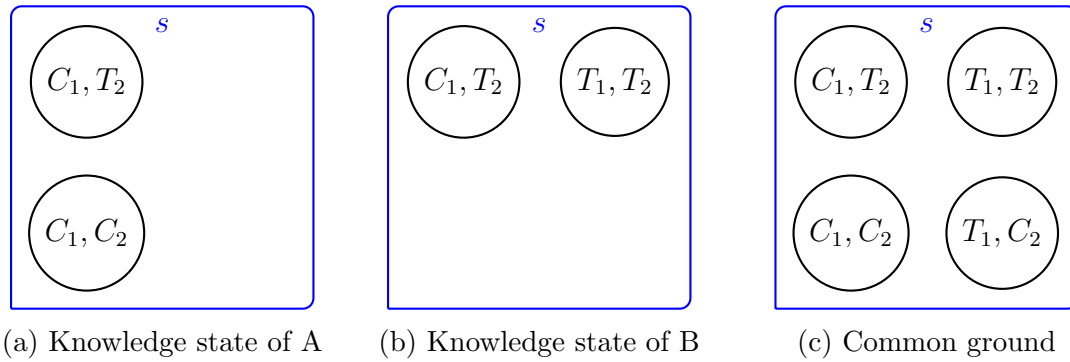 s s s
C₁, T₂ C₁, T₂ T₁, T₂ C₁, T₂ T₁, T₂
C₁, C₂ C₁, C₂ T₁, C₂
(a) Knowledge state of A (b) Knowledge state of B (c) Common ground